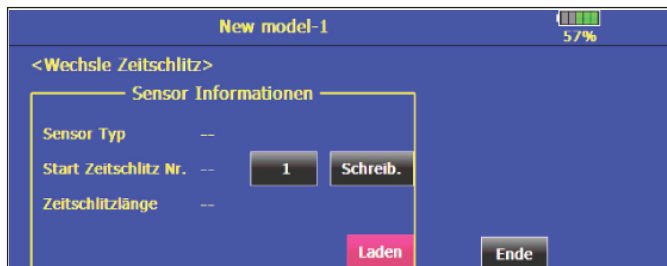 New model-1
57%
<Wechsle Zeitschlitz>
Sensor Informationen
Sensor Typ --
Start Zeitschlitz Nr. -- 1 Schreib.
Zeitschlitzlänge --
Laden Ende